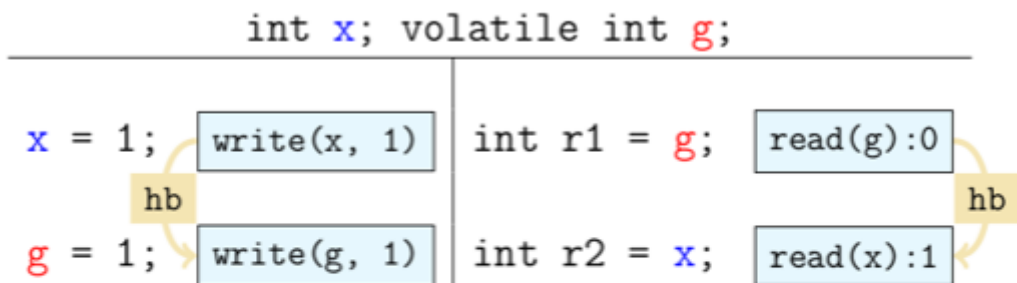 int x; volatile int g;
x = 1; write(x, 1) int r1 = g; read(g):0
hb hb
g = 1; write(g, 1) int r2 = x; read(x):1